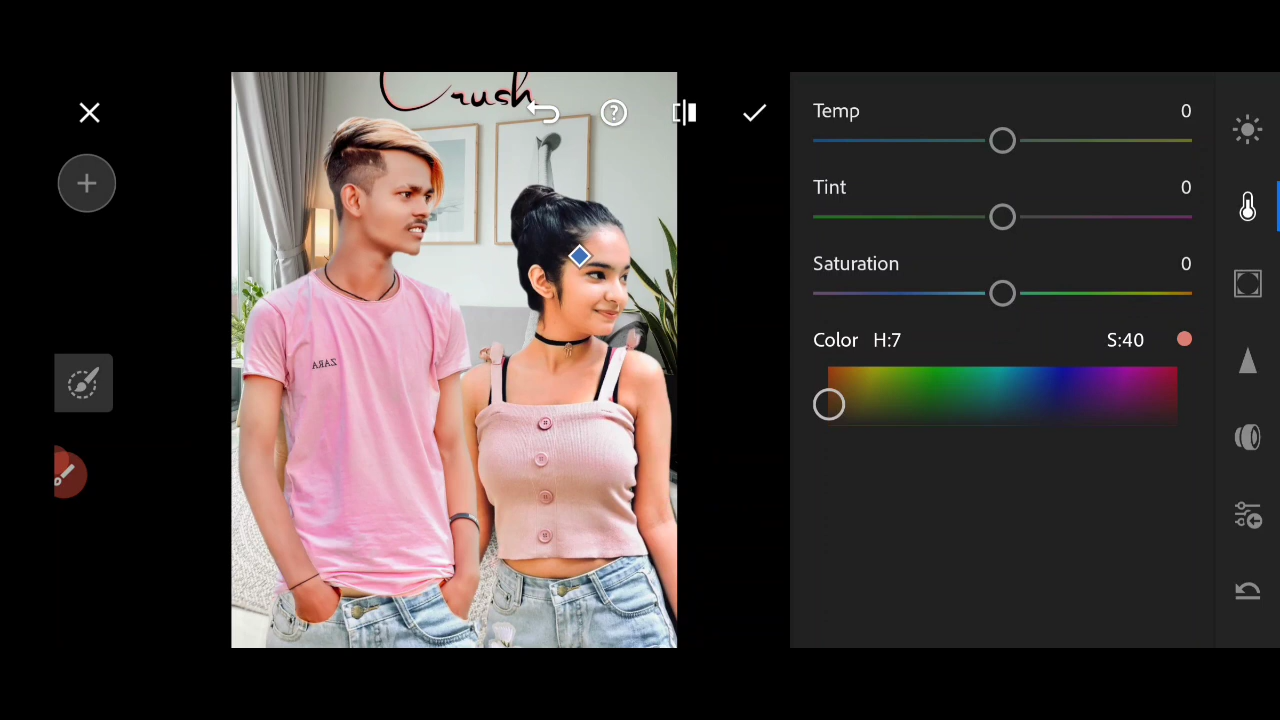 Crush
ZARA
Temp 0
Tint 0
Saturation 0
Color H:7 S:40